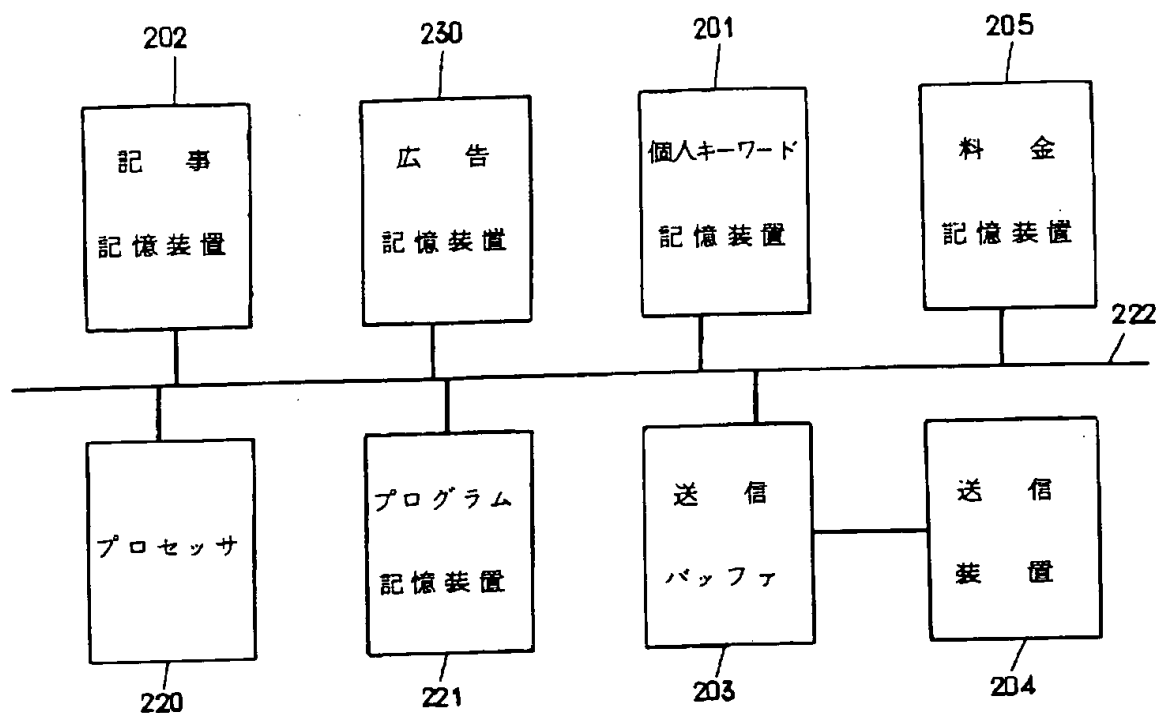 202
230
201
205
記事
記憶装置
広告
記憶装置
個人キーワード
記憶装置
料金
記憶装置
222
プロセッサ
プログラム
記憶装置
送信
バッファ
送信
装置
220
221
203
204